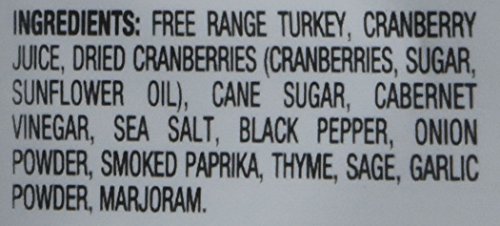 INGREDIENTS: FREE RANGE TURKEY, CRANBERRY
JUICE, DRIED CRANBERRIES (CRANBERRIES, SUGAR,
SUNFLOWER OIL), CANE SUGAR, CABERNET
VINEGAR, SEA SALT, BLACK PEPPER, ONION
POWDER, SMOKED PAPRIKA, THYME, SAGE, GARLIC
POWDER, MARJORAM.